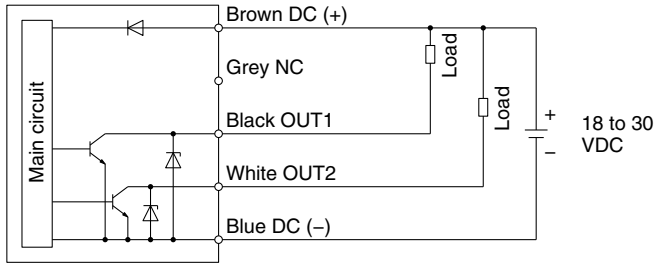 Brown DC (+)
Load
Grey NC
Main circuit
Load
Black OUT1
+
18 to 30
VDC
−
White OUT2
Blue DC (−)